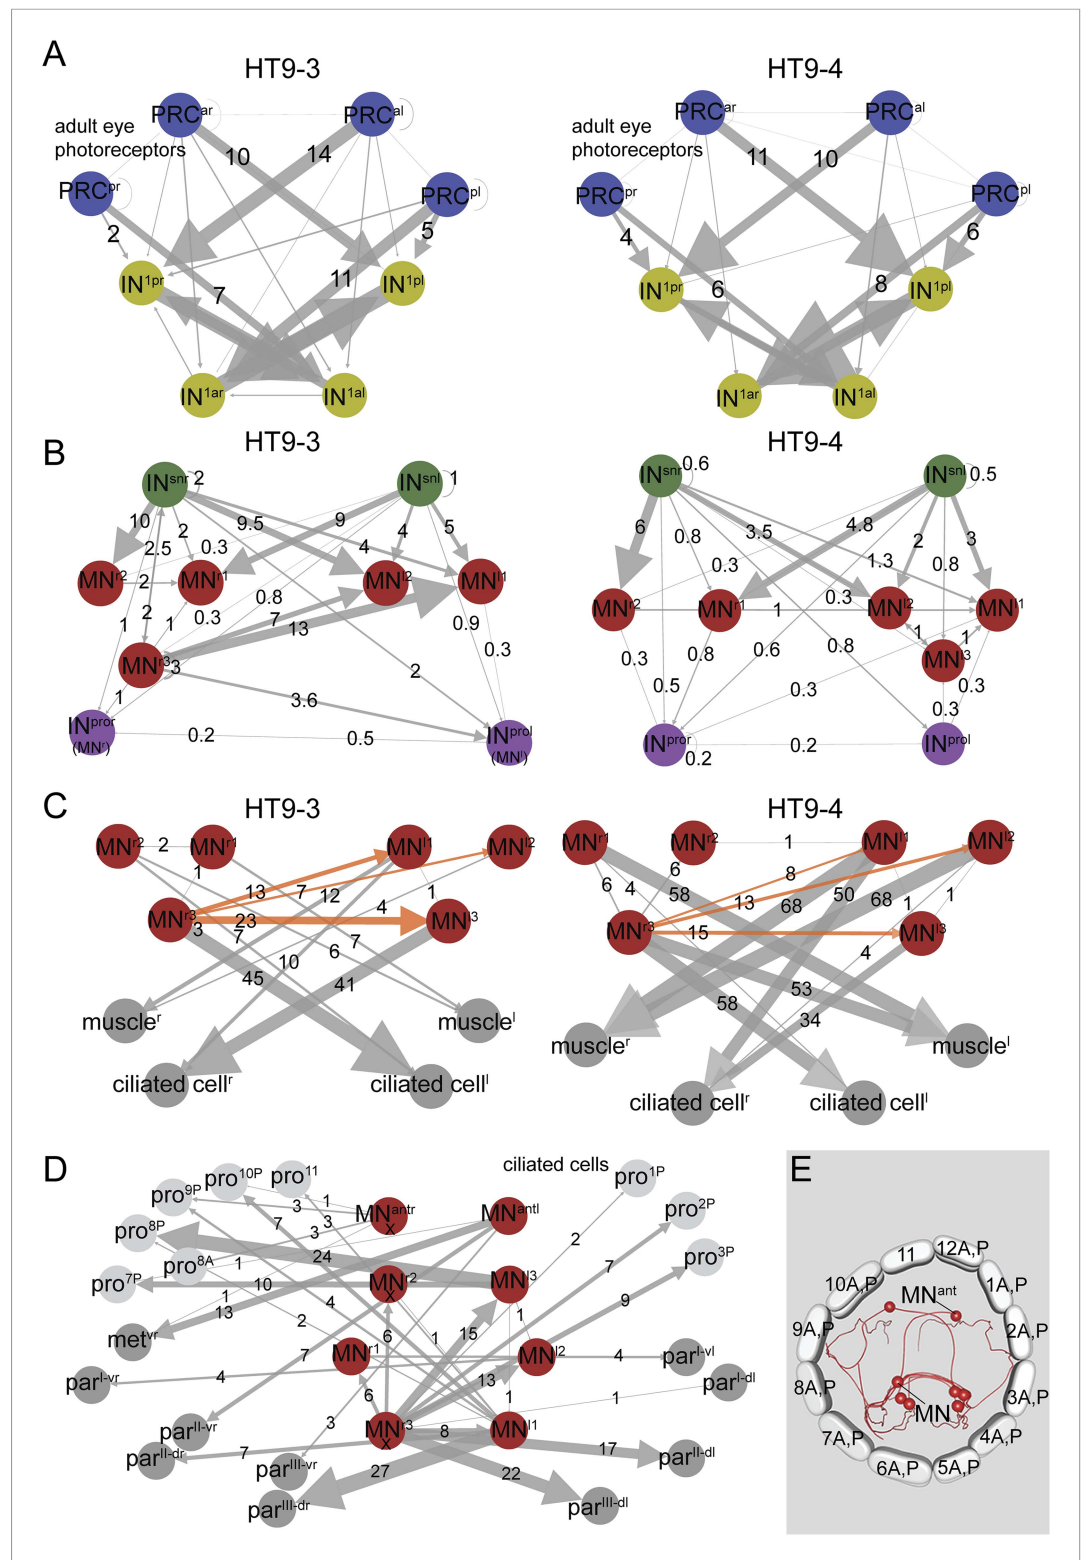 A
HT9-3
HT9-4
PRCar
PRCal
adult eye
photoreceptors
10
14
PRCpr
PRCpl
2
5
IN1pr
IN1pl
7
11
IN1ar
IN1al
PRCar
PRCal
adult eye
photoreceptors
11
10
PRCpr
PRCpl
4
6
IN1pr
IN1pl
6
8
IN1ar
IN1al
B
HT9-3
HT9-4
INsnr
2
INsnl
1
10
2
9.5
9
4
5
2.5
0.3
4
MNr2
2
MNr1
MNl2
MNl1
0.8
1
2
1
0.3
7
13
0.9
0.3
MNr3
3
2
1
3.6
INpror
(MNr)
0.2
0.5
INprol
(MNl)
INsnr
0.6
INsnl
0.5
6
0.8
3.5
4.8
2
3
0.3
1.3
0.8
MNr2
MNr1
1
0.3
MNl2
MNl1
0.3
0.8
0.6
0.8
1
1
MNl3
0.5
0.3
0.3
0.3
INpror
0.2
0.2
INprol
C
HT9-3
HT9-4
MNr2
2
MNr1
MNl1
MNl2
1
13
7
12
4
1
MNr3
3
23
7
7
6
MNl3
45
10
41
muscler
musclel
ciliated cellr
ciliated celll
MNr1
MNr2
1
MNl1
MNl2
6
4
6
58
8
13
68
50
68
1
1
MNr3
15
MNl3
4
58
53
34
muscler
musclel
ciliated cellr
ciliated celll
D
ciliated cells
pro9P
pro10P
pro11
pro1P
pro8P
pro2P
pro7P
pro8A
pro3P
MNantr
x
MNantl
3
1
7
3
3
24
1
10
1
13
2
7
9
MNr2
x
MNl3
metvr
4
2
6
1
15
1
7
MNr1
MNl2
4
parI-vr
4
parI-vl
parI-dl
6
13
1
1
3
parII-vr
MNr3
x
8
MNl1
parII-dr
7
17
parII-dl
parIII-vr
27
22
parIII-dr
parIII-dl
E
11
12A,P
10A,P
MNant
1A,P
9A,P
2A,P
8A,P
3A,P
MN
7A,P
4A,P
6A,P
5A,P